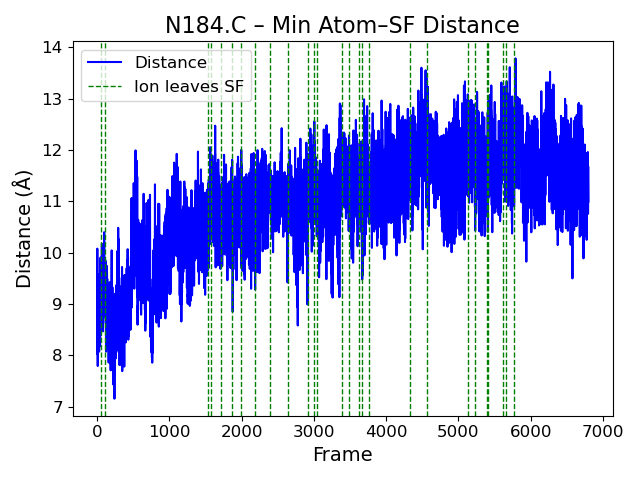 N184.C – Min Atom–SF Distance
Distance
Ion leaves SF
Distance (Å)
14
13
12
11
10
9
8
7
0 1000 2000 3000 4000 5000 6000 7000
Frame